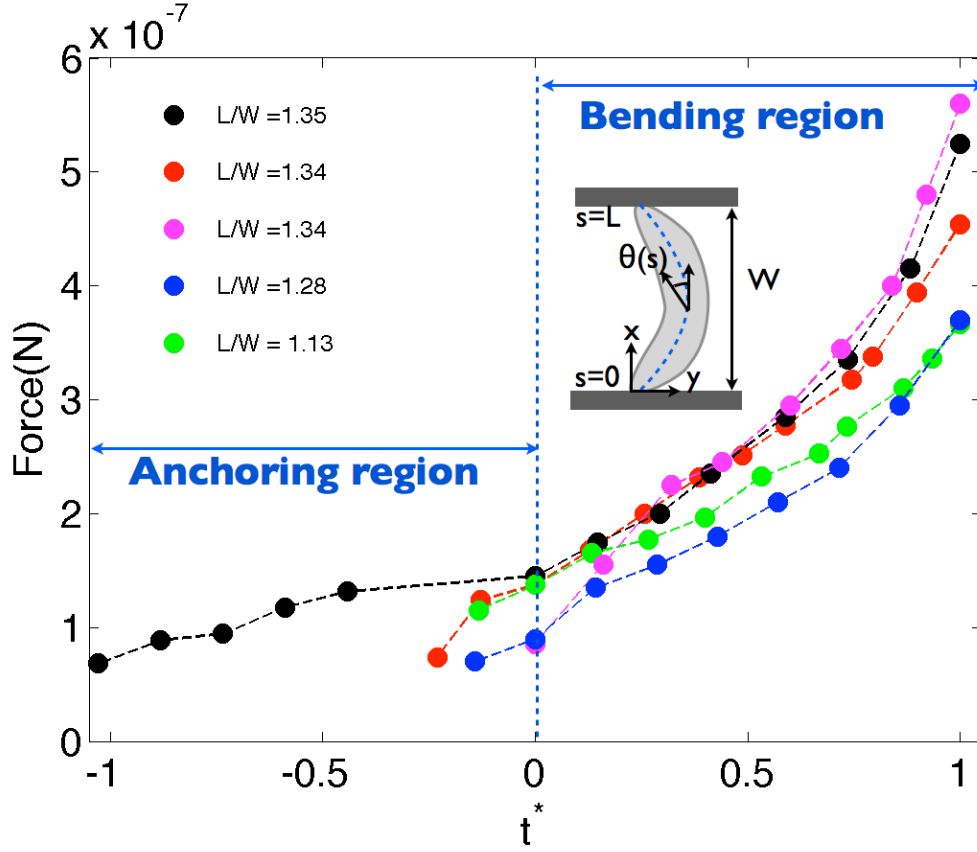 x 10⁻⁷
6
5
4
3
2
1
0
Force(N)
L/W =1.35
L/W =1.34
L/W =1.34
L/W =1.28
L/W = 1.13
Bending region
s=L
θ(s)
W
x
s=0
y
Anchoring region
-1
-0.5
0
0.5
1
t*